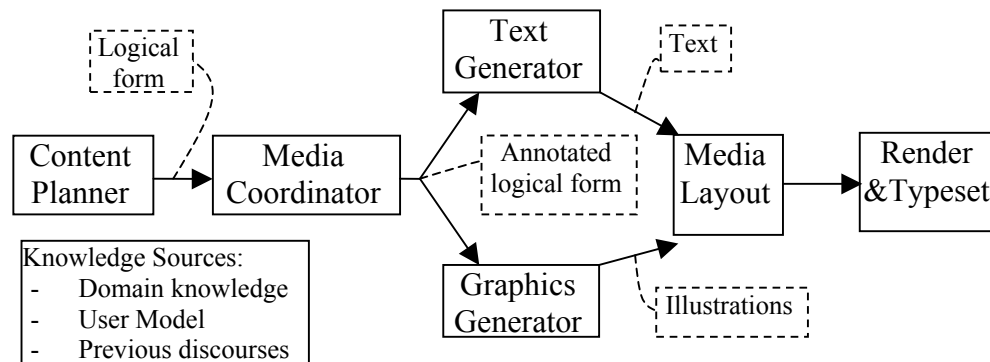 Logical
form
Text
Generator
Text
Content
Planner
Media
Coordinator
Annotated
logical form
Media
Layout
Render
&Typeset
Knowledge Sources:
- Domain knowledge
- User Model
- Previous discourses
Graphics
Generator
Illustrations